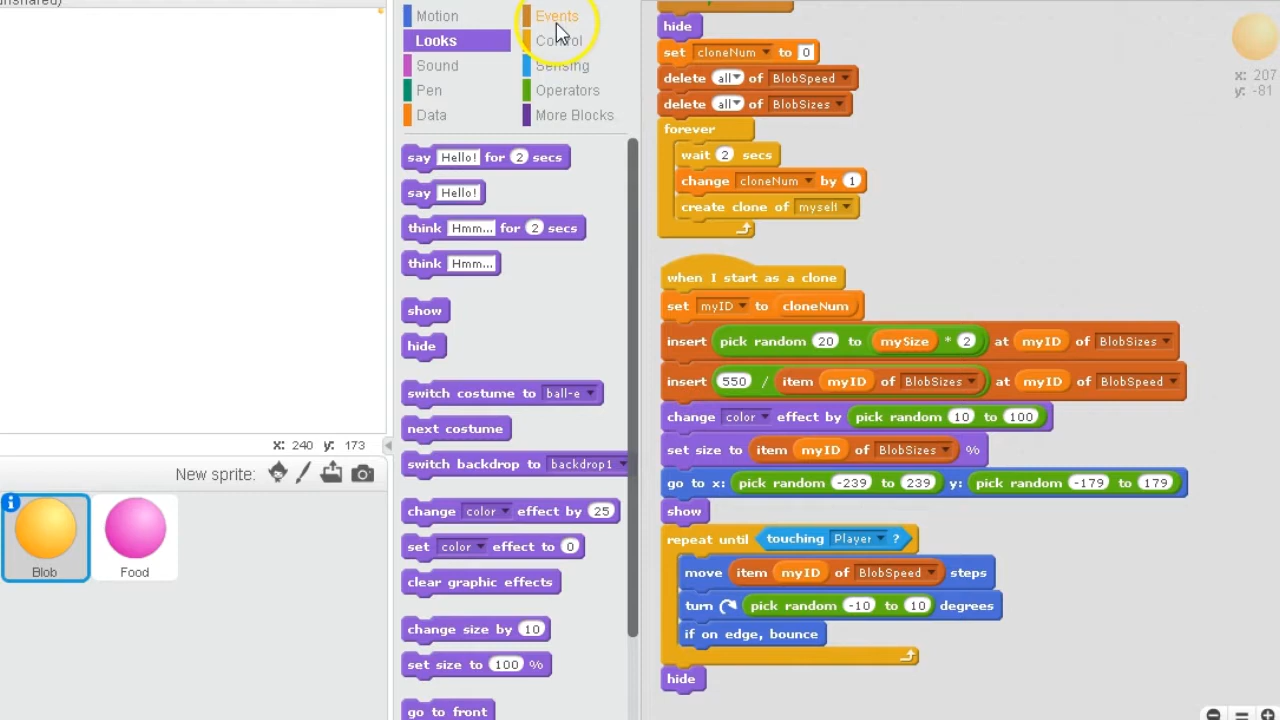 Motion
Events
Looks
Control
Sound
Sensing
Pen
Operators
Data
More Blocks
say Hello! for 2 secs
say Hello!
think Hmm... for 2 secs
think Hmm...
show
hide
switch costume to ball-e
next costume
switch backdrop to backdrop1
change color effect by 25
set color effect to 0
clear graphic effects
change size by 10
set size to 100 %
go to front
x: 240 y: 173
New sprite:
Blob
Food
hide
set cloneNum to 0
delete all of BlobSpeed
delete all of BlobSizes
forever
wait 2 secs
change cloneNum by 1
create clone of myself
when I start as a clone
set myID to cloneNum
insert pick random 20 to mySize * 2 at myID of BlobSizes
insert 550 / item myID of BlobSizes at myID of BlobSpeed
change color effect by pick random 10 to 100
set size to item myID of BlobSizes %
go to x: pick random -239 to 239 y: pick random -179 to 179
show
repeat until touching Player ?
move item myID of BlobSpeed steps
turn pick random -10 to 10 degrees
if on edge, bounce
hide
x: 207
y: -81